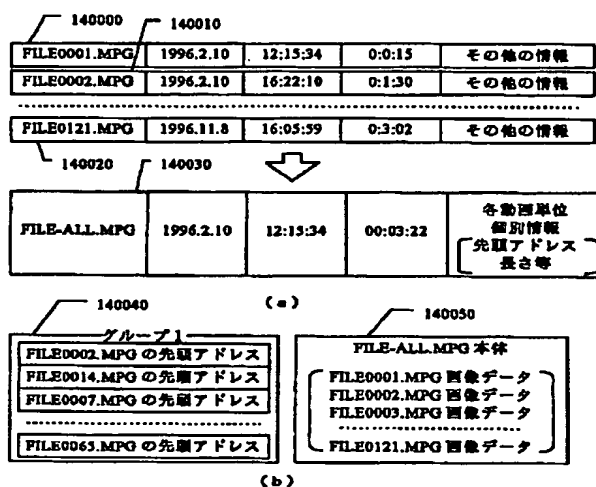 140000 140010
FILE0001.MPG 1996.2.10 12:15:34 0:0:15 その他の情報
FILE0002.MPG 1996.2.10 16:22:10 0:1:30 その他の情報
FILE0121.MPG 1996.11.8 16:05:59 0:3:02 その他の情報
140020 140030
FILE-ALL.MPG 1996.2.10 12:15:34 00:03:22 各動画単位
個別情報
先頭アドレス
長さ等
(a)
140040
グループ1
FILE0002.MPG の先頭アドレス
FILE0014.MPG の先頭アドレス
FILE0007.MPG の先頭アドレス
FILE0065.MPG の先頭アドレス
140050
FILE-ALL.MPG 本体
FILE0001.MPG 画像データ
FILE0002.MPG 画像データ
FILE0003.MPG 画像データ
FILE0121.MPG 画像データ
(b)